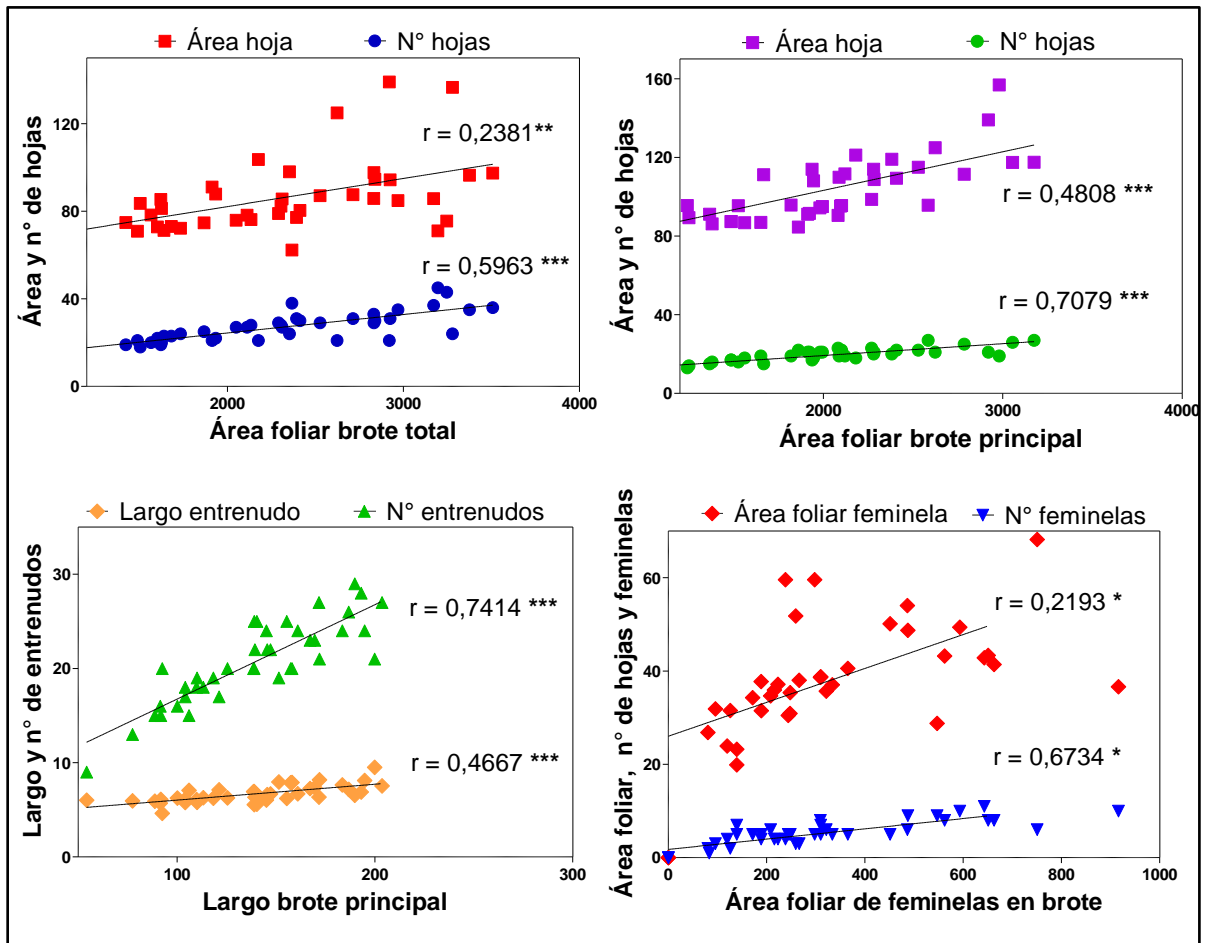 Área hoja N° hojas
Área y n° de hojas
120
80
40
0
r = 0,2381**
r = 0,5963 ***
2000 3000 4000
Área foliar brote total
Área hoja N° hojas
160
120
80
40
0
r = 0,4808 ***
r = 0,7079 ***
2000 3000 4000
Área foliar brote principal
Largo entrenudo N° entrenudos
Largo y n° de entrenudos
30
20
10
0
r = 0,7414 ***
r = 0,4667 ***
100 200 300
Largo brote principal
Área foliar feminela N° feminelas
Área foliar, n° de hojas y feminelas
60
40
20
0
r = 0,2193 *
r = 0,6734 *
0 200 400 600 800 1000
Área foliar de feminelas en brote